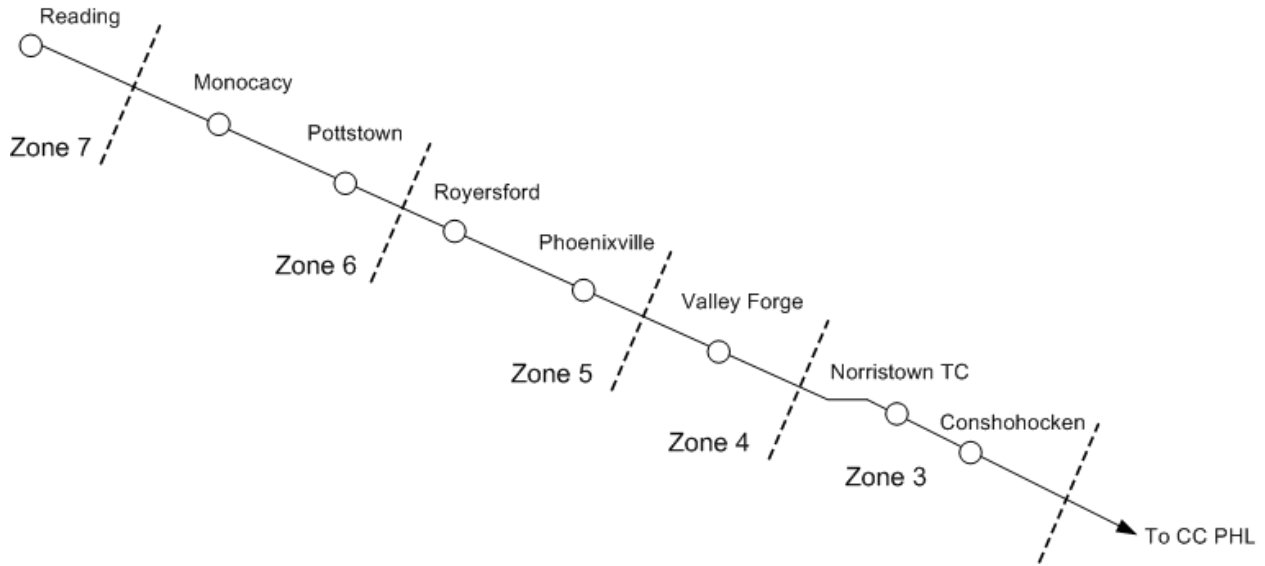 Reading
Monocacy
Zone 7
Pottstown
Royersford
Zone 6
Phoenixville
Valley Forge
Zone 5
Norristown TC
Zone 4
Conshohocken
Zone 3
To CC PHL